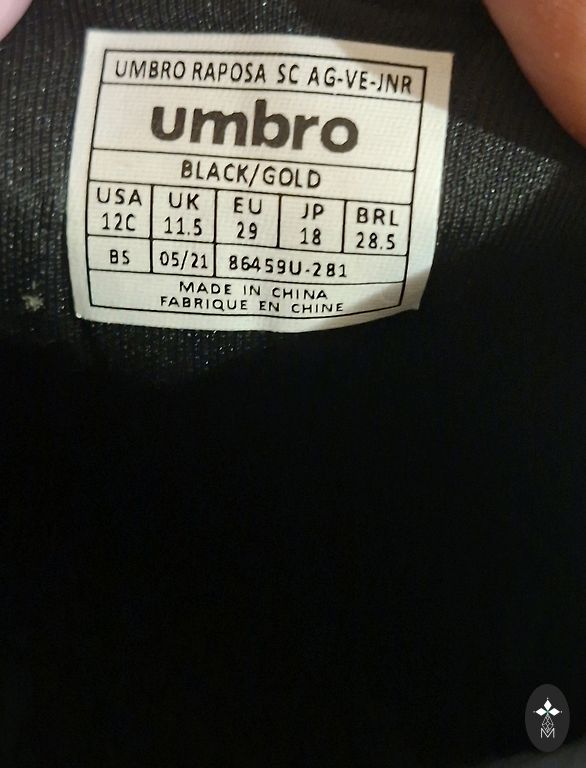 UMBRO RAPOSA SC AG-VE-JNR
umbro
BLACK/GOLD
USA UK EU JP BRL
12C 11.5 29 18 28.5
BS 05/21 86459U-281
MADE IN CHINA
FABRIQUE EN CHINE